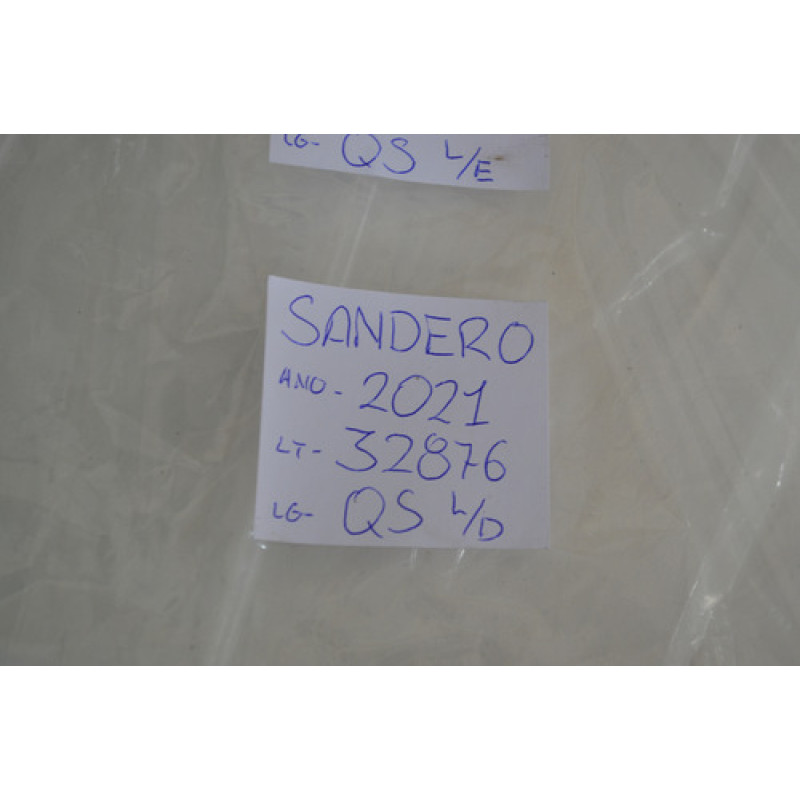 LG- QS L/E
SANDERO
ANO- 2021
LT- 32876
LG- QS L/D